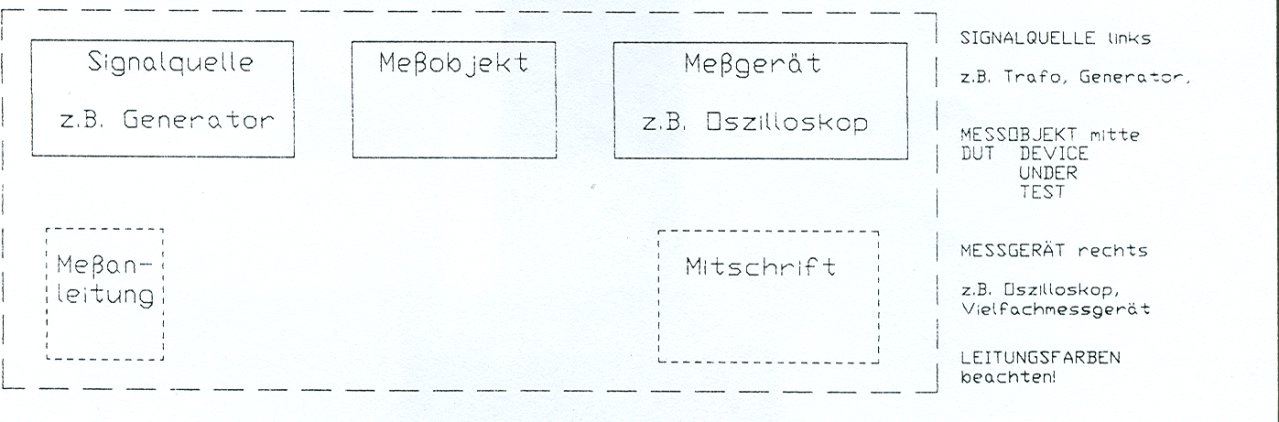 Signalquelle
z.B. Generator
Meßobjekt
Meßgerät
z.B. Oszilloskop
Meßan-
leitung
Mitschrift
SIGNALQUELLE links
z.B. Trafo, Generator,
MESSOBJEKT mitte
DUT DEVICE
UNDER
TEST
MESSGERÄT rechts
z.B. Oszilloskop,
Vielfachmessgerät
LEITUNGSFARBEN
beachten!